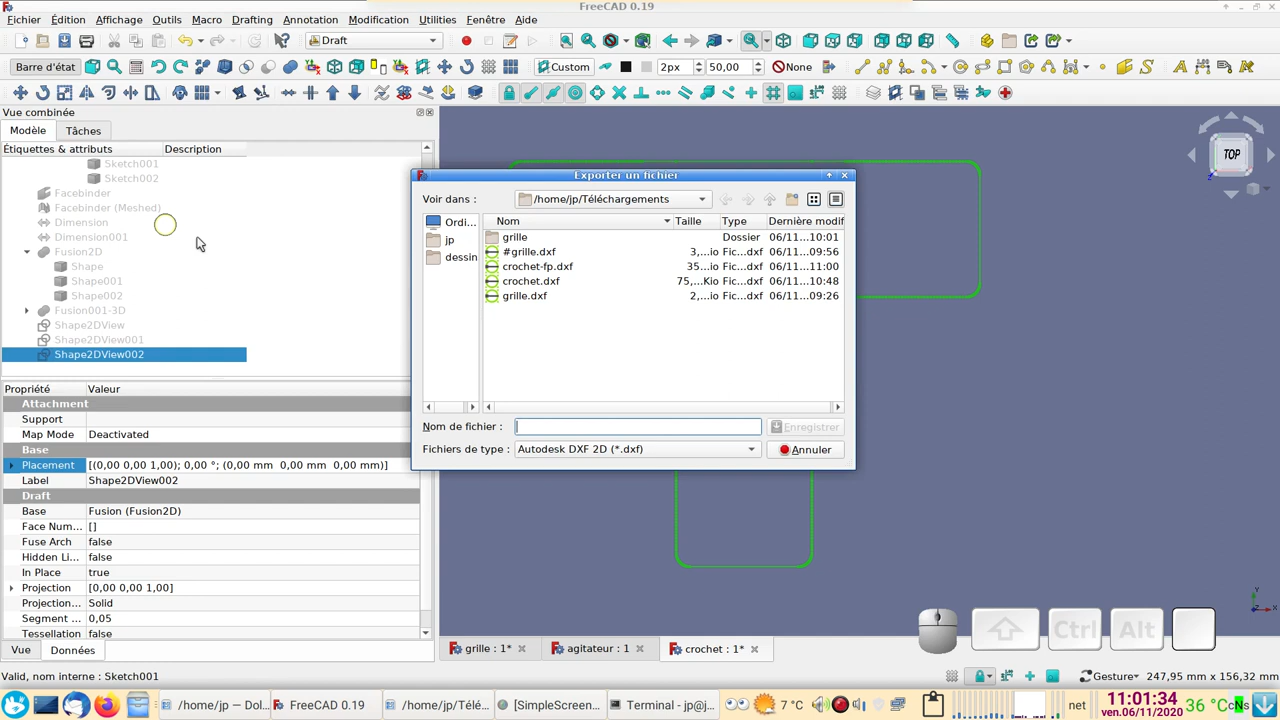 FreeCAD 0.19
Fichier Édition Affichage Outils Macro Drafting Annotation Modification Utilities Fenêtre Aide
Draft
Barre d'état Custom 2px 50,00 None
Vue combinée
Modèle Tâches
Étiquettes & attributs Description
Sketch001
Sketch002
Facebinder
Facebinder (Meshed)
Dimension
Dimension001
Fusion2D
Shape
Shape001
Shape002
Fusion001-3D
Shape2DView
Shape2DView001
Shape2DView002
Propriété Valeur
Attachment
Support
Map Mode Deactivated
Base
Placement [(0,00 0,00 1,00); 0,00 °; (0,00 mm 0,00 mm 0,00 mm)]
Label Shape2DView002
Draft
Base Fusion (Fusion2D)
Face Num... []
Fuse Arch false
Hidden Li... false
In Place true
Projection [0,00 0,00 1,00]
Projection... Solid
Segment ... 0,05
Tessellation false
Vue Données
Valid, nom interne : Sketch001
Exporter un fichier
Voir dans : /home/jp/Téléchargements
Ordi...
jp
dessin
Nom Taille Type Dernière modif
grille Dossier 06/11...10:01
#grille.dxf 3,...io Fic...dxf 06/11...09:56
crochet-fp.dxf 35...io Fic...dxf 06/11...11:00
crochet.dxf 75,...Kio Fic...dxf 06/11...10:48
grille.dxf 2,...io Fic...dxf 06/11...09:26
Nom de fichier : Enregistrer
Fichiers de type : Autodesk DXF 2D (*.dxf) Annuler
TOP
Ctrl Alt
grille : 1* agitateur : 1 crochet : 1*
Gesture 247,95 mm x 156,32 mm
/home/jp — Dol... FreeCAD 0.19 /home/jp/Télé... [SimpleScreen... Terminal - jp@j... 7 °C net 11:01:34 36 °C cNs
ven.06/11/2020